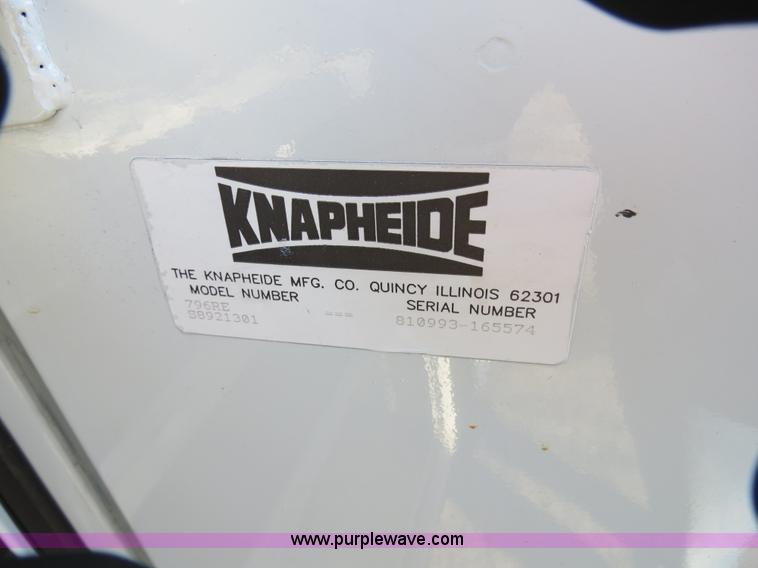 KNAPHEIDE
THE KNAPHEIDE MFG. CO. QUINCY ILLINOIS 62301
MODEL NUMBER SERIAL NUMBER
796RE
S8921301 === 810993-165574
www.purplewave.com